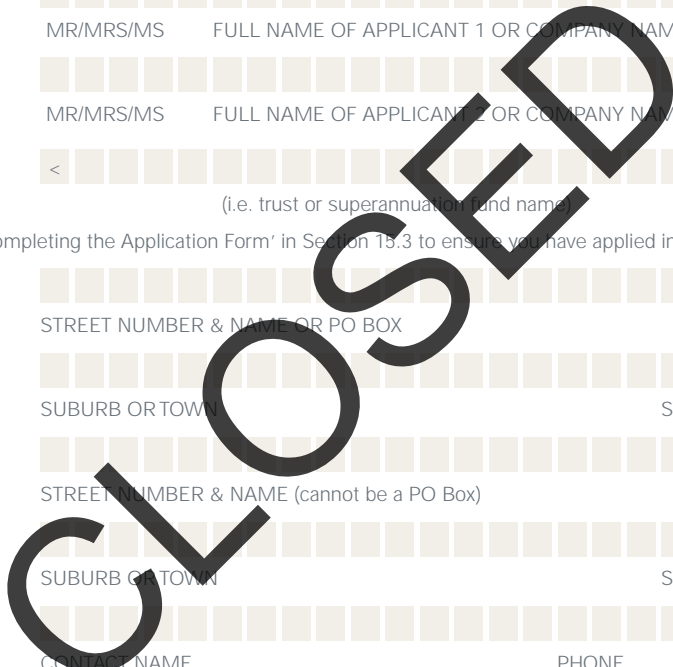 MR/MRS/MS FULL NAME OF APPLICANT 1 OR COMPANY NAM
MR/MRS/MS FULL NAME OF APPLICANT 2 OR COMPANY NAM
<
(i.e. trust or superannuation fund name)
ompleting the Application Form' in Section 15.3 to ensure you have applied in
STREET NUMBER & NAME OR PO BOX
SUBURB OR TOWN S
STREET NUMBER & NAME (cannot be a PO Box)
SUBURB OR TOWN S
CONTACT NAME PHONE
CLOSED